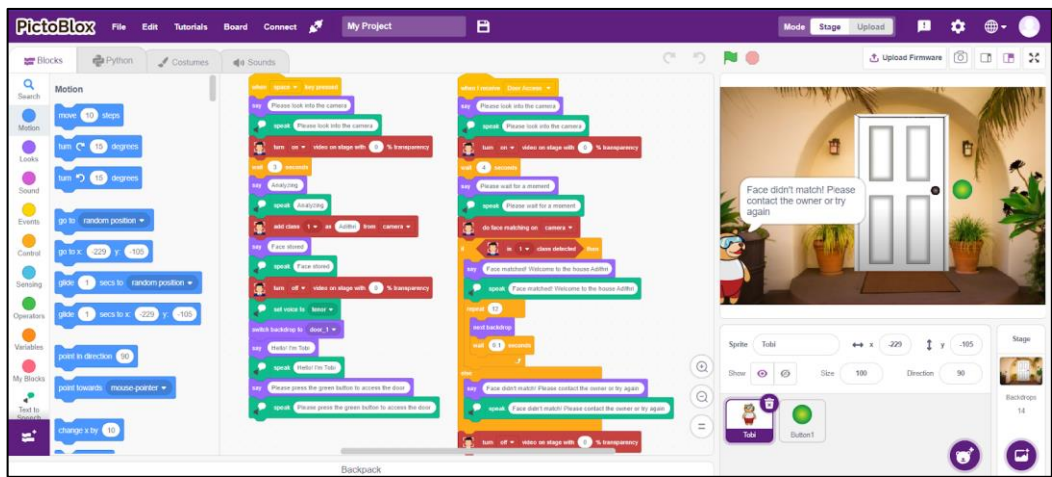 PictoBlox File Edit Tutorials Board Connect My Project Mode Stage Upload
Blocks Python Costumes Sounds Upload Firmware
Search
Motion
Looks
Sound
Events
Control
Sensing
Operators
Variables
My Blocks
Text to
Speech
Motion
move 10 steps
turn 15 degrees
turn 15 degrees
go to random position
go to x: -229 y: -105
glide 1 secs to random position
glide 1 secs to x: -229 y: -105
point in direction 90
point towards mouse-pointer
change x by 10
when space key pressed
say Please look into the camera
speak Please look into the camera
turn on video on stage with 0 % transparency
wait 3 seconds
say Analyzing
speak Analyzing
add class 1 as Adithri from camera
say Face stored
speak Face stored
turn off video on stage with 0 % transparency
set voice to tenor
switch backdrop to door_1
say Hello! I'm Tobi
speak Hello! I'm Tobi
say Please press the green button to access the door
speak Please press the green button to access the door
when I receive Door Access
say Please look into the camera
speak Please look into the camera
turn on video on stage with 0 % transparency
wait 4 seconds
say Please wait for a moment
speak Please wait for a moment
do face matching on camera
if is 1 class detected then
say Face matched! Welcome to the house Adithri
speak Face matched! Welcome to the house Adithri
repeat 12
next backdrop
wait 0.1 seconds
else
say Face didn't match! Please contact the owner or try again
speak Face didn't match! Please contact the owner or try again
turn off video on stage with 0 % transparency
Backpack
Face didn't match! Please
contact the owner or try
again
Sprite Tobi x -229 y -105
Show Size 100 Direction 90
Tobi
Button1
Stage
Backdrops
14